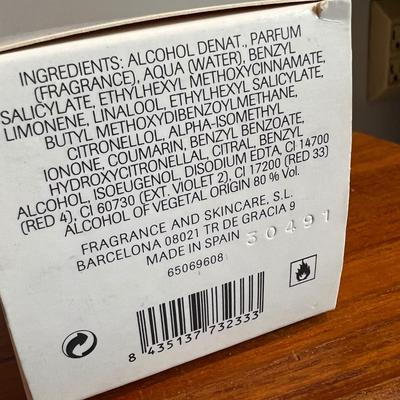 INGREDIENTS: ALCOHOL DENAT., PARFUM
(FRAGRANCE), AQUA (WATER), BENZYL
SALICYLATE, ETHYLHEXYL METHOXYCINNAMATE,
LIMONENE, LINALOOL, ETHYLHEXYL SALICYLATE,
BUTYL METHOXYDIBENZOYLMETHANE,
CITRONELLOL, ALPHA-ISOMETHYL
IONONE, COUMARIN, BENZYL BENZOATE,
HYDROXYCITRONELLAL, CITRAL, BENZYL
ALCOHOL, ISOEUGENOL, DISODIUM EDTA, CI 14700
(RED 4), CI 60730 (EXT. VIOLET 2), CI 17200 (RED 33)
ALCOHOL OF VEGETAL ORIGIN 80 % Vol.
FRAGRANCE AND SKINCARE, S.L.
BARCELONA 08021 TR DE GRACIA 9
MADE IN SPAIN 30491
65069608
8 435137 732333